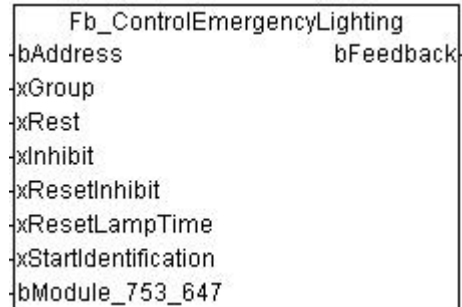 Fb_ControlEmergencyLighting
bAddress bFeedback
xGroup
xRest
xInhibit
xResetInhibit
xResetLampTime
xStartIdentification
bModule_753_647